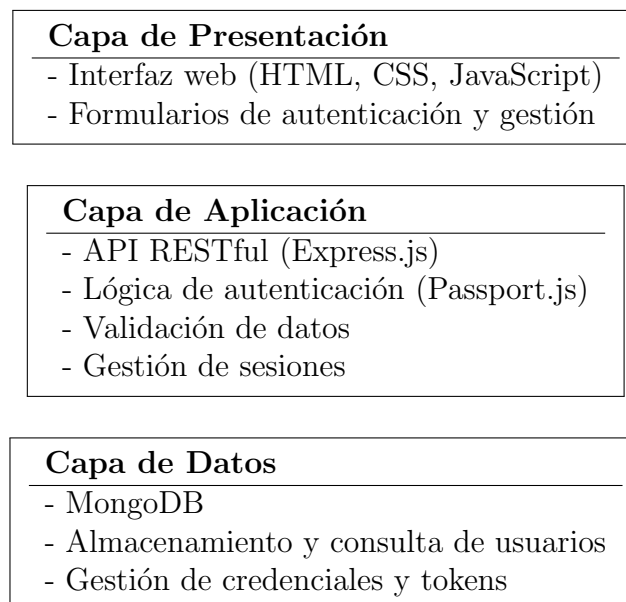 Capa de Presentación
- Interfaz web (HTML, CSS, JavaScript)
- Formularios de autenticación y gestión
Capa de Aplicación
- API RESTful (Express.js)
- Lógica de autenticación (Passport.js)
- Validación de datos
- Gestión de sesiones
Capa de Datos
- MongoDB
- Almacenamiento y consulta de usuarios
- Gestión de credenciales y tokens